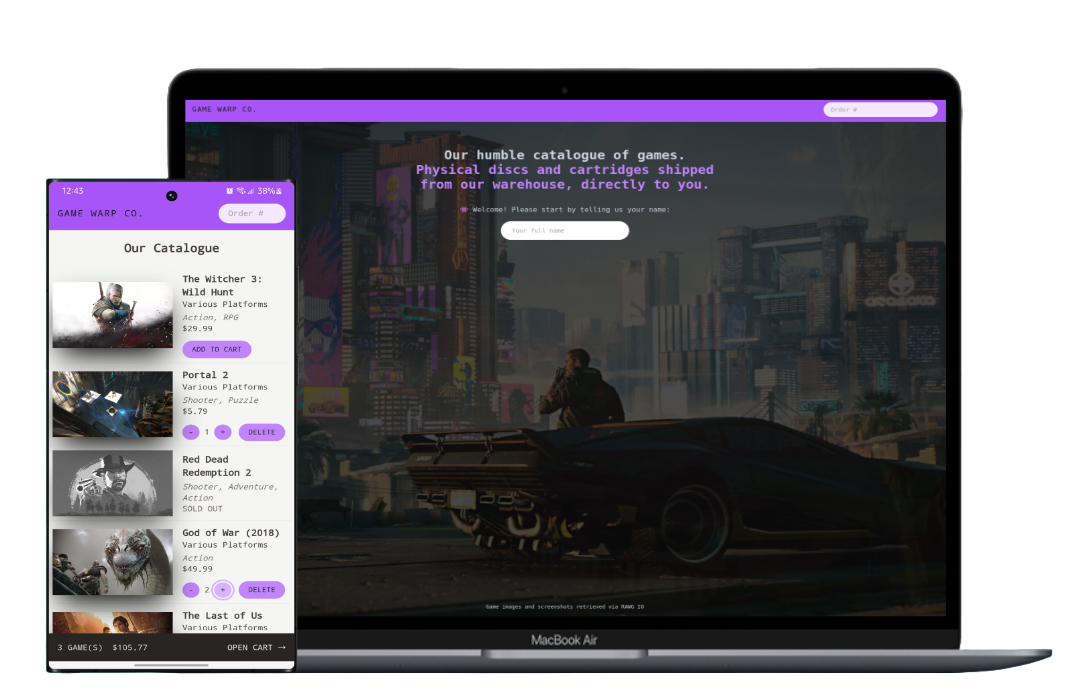 GAME WARP CO.
Order #
Our humble catalogue of games.
Physical discs and cartridges shipped
from our warehouse, directly to you.
Welcome! Please start by telling us your name:
Your full name
Game images and screenshots retrieved via RAWG IO
MacBook Air
12:43
38%
GAME WARP CO.
Order #
Our Catalogue
The Witcher 3:
Wild Hunt
Various Platforms
Action, RPG
$29.99
ADD TO CART
Portal 2
Various Platforms
Shooter, Puzzle
$5.79
- 1 + DELETE
Red Dead
Redemption 2
Shooter, Adventure,
Action
SOLD OUT
God of War (2018)
Various Platforms
Action
$49.99
- 2 + DELETE
The Last of Us
Various Platforms
3 GAME(S) $105.77 OPEN CART →